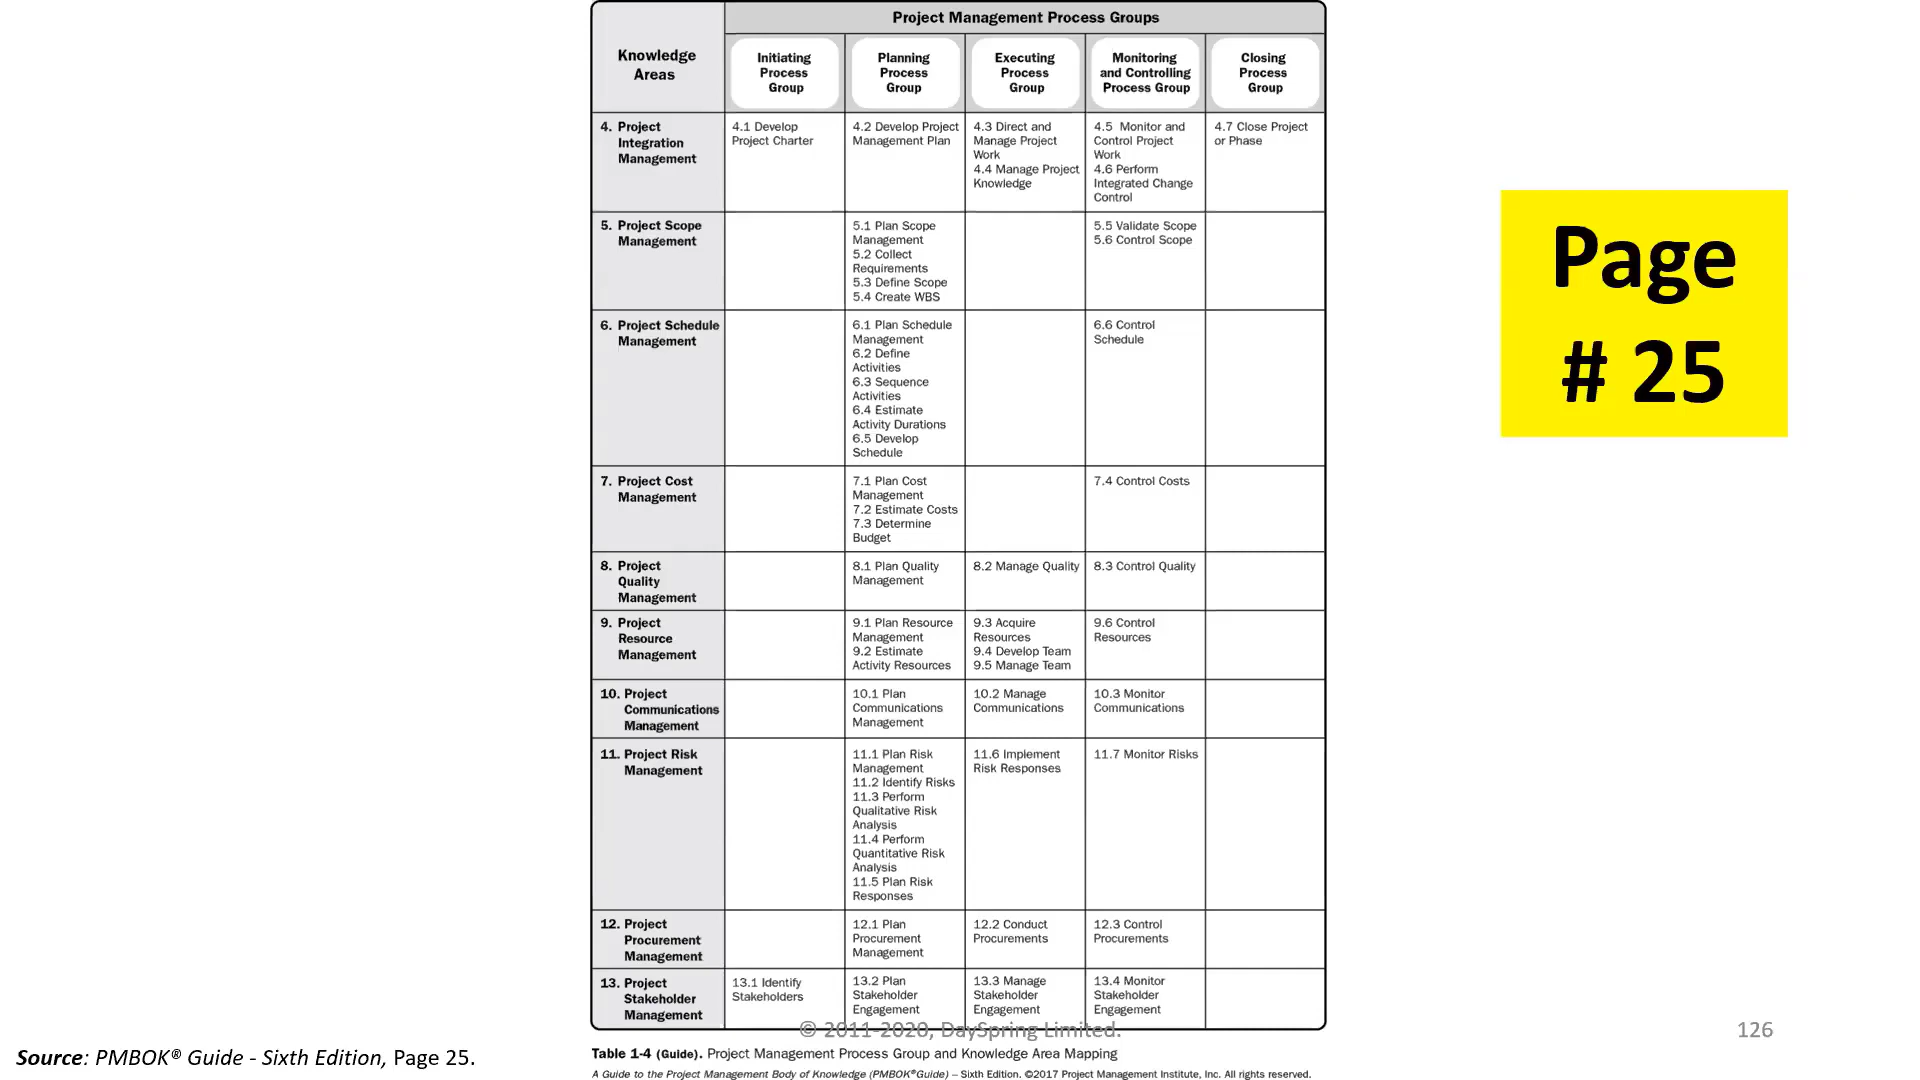 Project Management Process Groups
Knowledge
Areas
Initiating
Process
Group
Planning
Process
Group
Executing
Process
Group
Monitoring
and Controlling
Process Group
Closing
Process
Group
4. Project
Integration
Management
4.1 Develop
Project Charter
4.2 Develop Project
Management Plan
4.3 Direct and
Manage Project
Work
4.4 Manage Project
Knowledge
4.5 Monitor and
Control Project
Work
4.6 Perform
Integrated Change
Control
4.7 Close Project
or Phase
5. Project Scope
Management
5.1 Plan Scope
Management
5.2 Collect
Requirements
5.3 Define Scope
5.4 Create WBS
5.5 Validate Scope
5.6 Control Scope
6. Project Schedule
Management
6.1 Plan Schedule
Management
6.2 Define
Activities
6.3 Sequence
Activities
6.4 Estimate
Activity Durations
6.5 Develop
Schedule
6.6 Control
Schedule
7. Project Cost
Management
7.1 Plan Cost
Management
7.2 Estimate Costs
7.3 Determine
Budget
7.4 Control Costs
8. Project
Quality
Management
8.1 Plan Quality
Management
8.2 Manage Quality
8.3 Control Quality
9. Project
Resource
Management
9.1 Plan Resource
Management
9.2 Estimate
Activity Resources
9.3 Acquire
Resources
9.4 Develop Team
9.5 Manage Team
9.6 Control
Resources
10. Project
Communications
Management
10.1 Plan
Communications
Management
10.2 Manage
Communications
10.3 Monitor
Communications
11. Project Risk
Management
11.1 Plan Risk
Management
11.2 Identify Risks
11.3 Perform
Qualitative Risk
Analysis
11.4 Perform
Quantitative Risk
Analysis
11.5 Plan Risk
Responses
11.6 Implement
Risk Responses
11.7 Monitor Risks
12. Project
Procurement
Management
12.1 Plan
Procurement
Management
12.2 Conduct
Procurements
12.3 Control
Procurements
13. Project
Stakeholder
Management
13.1 Identify
Stakeholders
13.2 Plan
Stakeholder
Engagement
13.3 Manage
Stakeholder
Engagement
13.4 Monitor
Stakeholder
Engagement
Page
# 25
© 2011-2020, DaySpring Limited.
126
Source: PMBOK® Guide - Sixth Edition, Page 25.
Table 1-4 (Guide). Project Management Process Group and Knowledge Area Mapping
A Guide to the Project Management Body of Knowledge (PMBOK® Guide) – Sixth Edition. ©2017 Project Management Institute, Inc. All rights reserved.